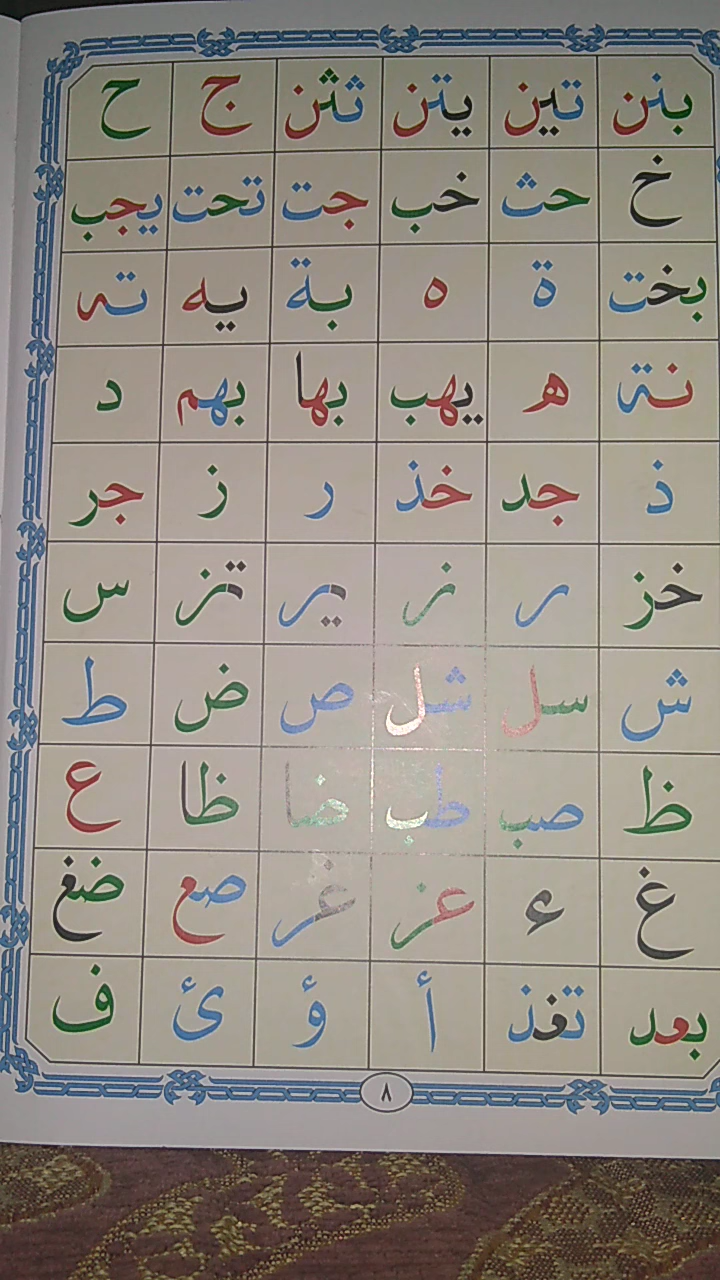 بنن تين يتن ثثن ج ح
خ حث خب جت تحت يجب
بخت ة ه بة يه ته
نة ه يهب بها بهم د
ذ جد خذ ر ز جر
خز ر ز ير تز س
ش سل شل ص ض ط
ظ صب طب ضا ظا ع
غ ء عز غر صع ضغ
بعد تغذ أ ؤ ئ ف
٨